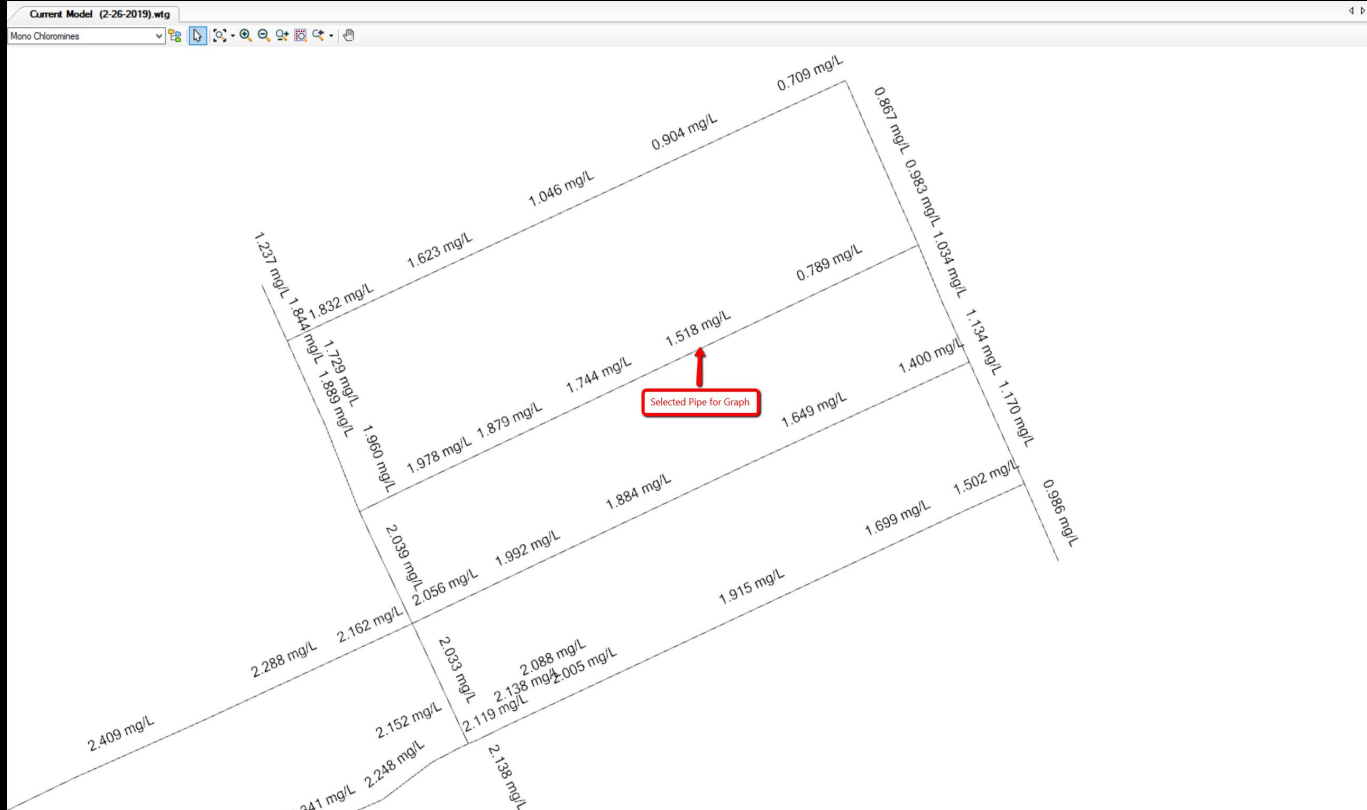 Current Model (2-26-2019).wtg
Mono Chloromines
0.709 mg/L
0.867 mg/L
0.904 mg/L
0.983 mg/L
1.046 mg/L
1.034 mg/L
1.623 mg/L
1.237 mg/L
1.832 mg/L
0.789 mg/L
1.844 mg/L
1.518 mg/L
1.134 mg/L
1.729 mg/L
1.744 mg/L
1.400 mg/L
1.889 mg/L
Selected Pipe for Graph
1.879 mg/L
1.649 mg/L
1.170 mg/L
1.960 mg/L
1.978 mg/L
1.884 mg/L
1.502 mg/L
0.986 mg/L
1.699 mg/L
2.039 mg/L
1.992 mg/L
2.056 mg/L
1.915 mg/L
2.162 mg/L
2.288 mg/L
2.033 mg/L
2.088 mg/L
2.005 mg/L
2.138 mg/L
2.119 mg/L
2.152 mg/L
2.409 mg/L
2.248 mg/L
2.138 mg/L
341 mg/L